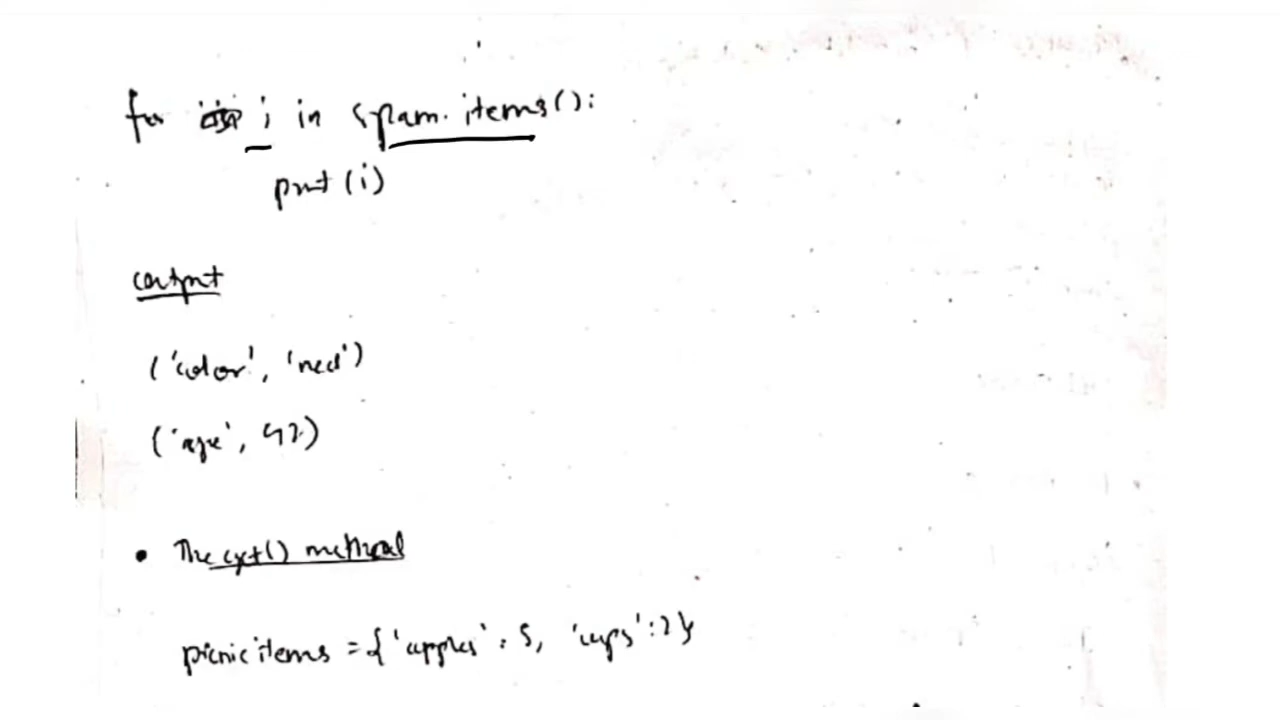 for i in spam.items():
print(i)
output
('color', 'red')
('age', 42)
• The get() method
picnicitems = {'apples': 5, 'cups':2}